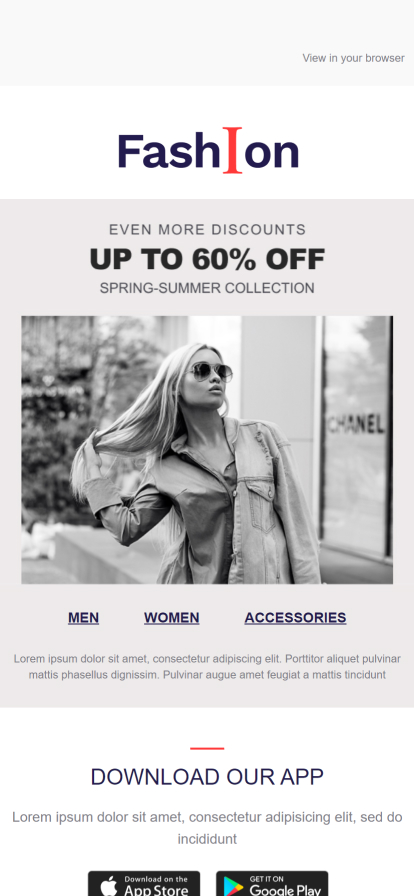 View in your browser
FashIon
EVEN MORE DISCOUNTS
UP TO 60% OFF
SPRING-SUMMER COLLECTION
CHANEL
MEN WOMEN ACCESSORIES
Lorem ipsum dolor sit amet, consectetur adipiscing elit. Porttitor aliquet pulvinar
mattis phasellus dignissim. Pulvinar augue amet feugiat a mattis tincidunt
DOWNLOAD OUR APP
Lorem ipsum dolor sit amet, consectetur adipisicing elit, sed do
incididunt
Download on the GET IT ON
App Store Google Play